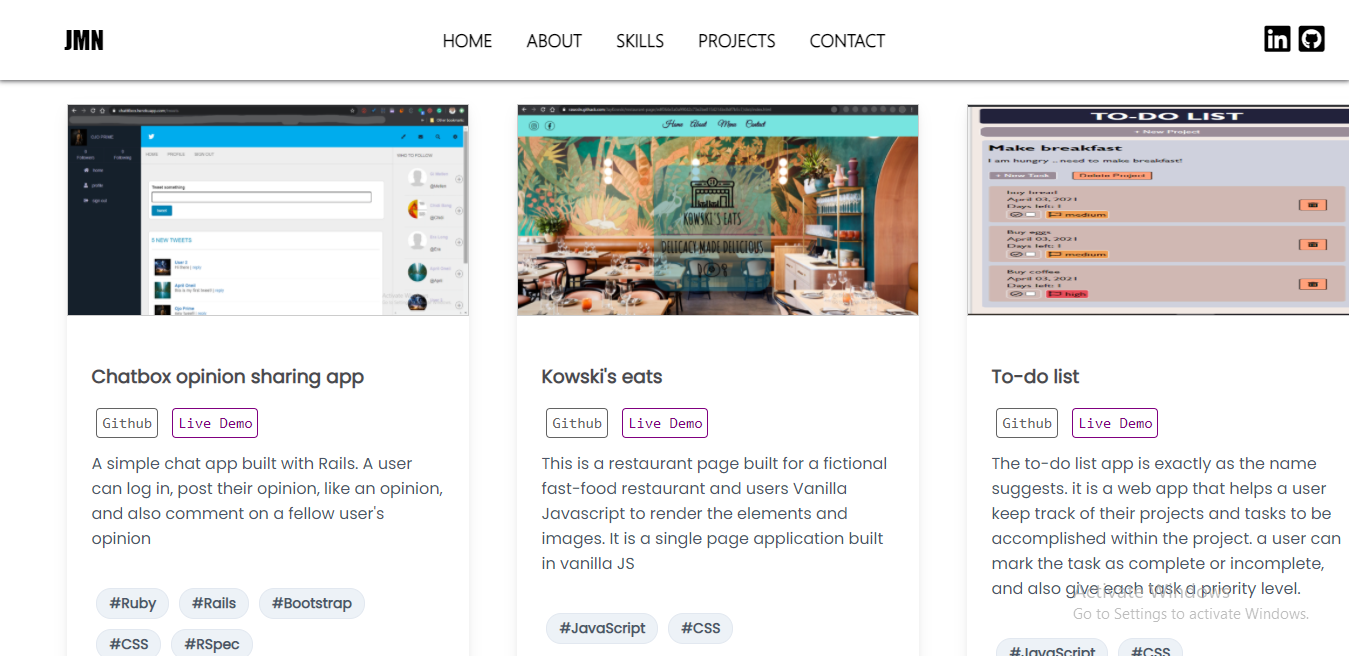 JMN
HOME
ABOUT
SKILLS
PROJECTS
CONTACT
in
HOME PROFILE SIGN OUT
WHO TO FOLLOW
Tweet something
5 NEW TWEETS
Home About Menu Contact
KOWSKI'S EATS
DELICACY MADE DELICIOUS
TO-DO LIST
+ New Project
Make breakfast
I am hungry .. need to make breakfast!
+ New Task
Delete Project
buy bread
April 03, 2021
Days left: 1
medium
Buy eggs
April 03, 2021
Days left: 1
medium
Buy coffee
April 03, 2021
Days left: 1
high
Chatbox opinion sharing app
Github
Live Demo
A simple chat app built with Rails. A user
can log in, post their opinion, like an opinion,
and also comment on a fellow user's
opinion
#Ruby
#Rails
#Bootstrap
#CSS
#RSpec
Kowski's eats
Github
Live Demo
This is a restaurant page built for a fictional
fast-food restaurant and users Vanilla
Javascript to render the elements and
images. It is a single page application built
in vanilla JS
#JavaScript
#CSS
To-do list
Github
Live Demo
The to-do list app is exactly as the name
suggests. it is a web app that helps a user
keep track of their projects and tasks to be
accomplished within the project. a user can
mark the task as complete or incomplete,
and also give each task a priority level.
#JavaScript
#CSS
Activate Windows
Go to Settings to activate Windows.